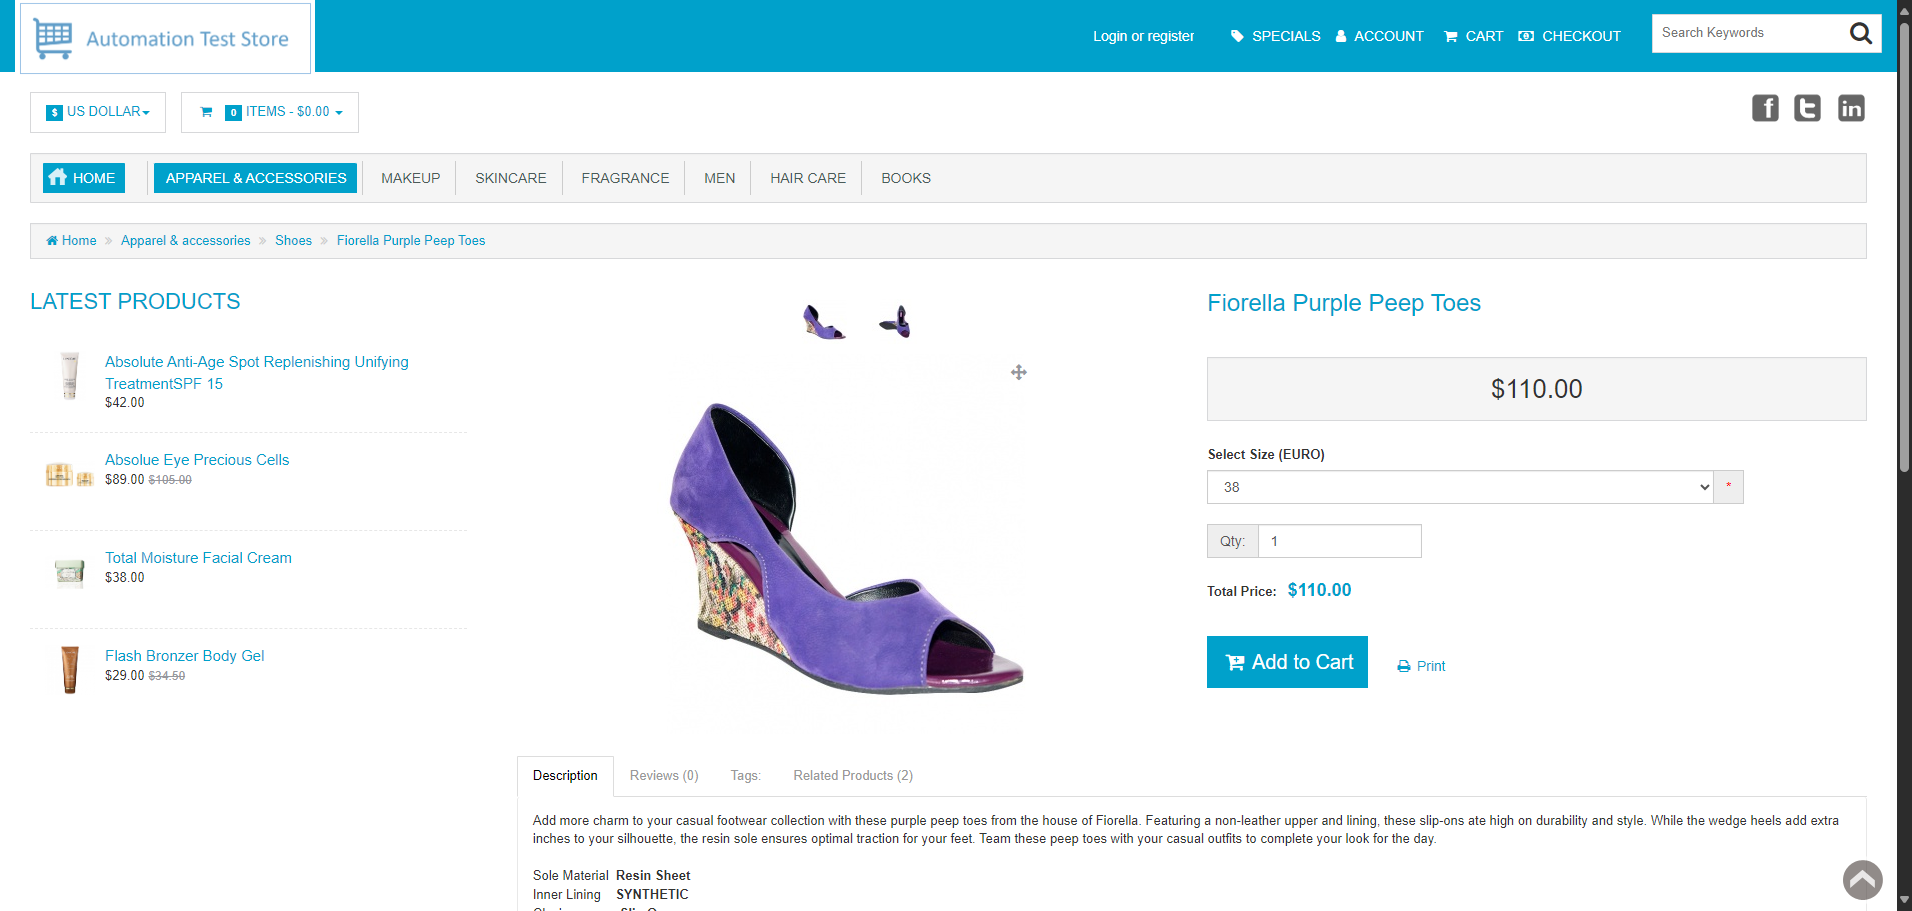 Automation Test Store
Login or register
SPECIALS
ACCOUNT
CART
CHECKOUT
Search Keywords
$ US DOLLAR
0 ITEMS - $0.00
HOME
APPAREL & ACCESSORIES
MAKEUP
SKINCARE
FRAGRANCE
MEN
HAIR CARE
BOOKS
Home » Apparel & accessories » Shoes » Fiorella Purple Peep Toes
LATEST PRODUCTS
Absolute Anti-Age Spot Replenishing Unifying
TreatmentSPF 15
$42.00
Absolue Eye Precious Cells
$89.00 $105.00
Total Moisture Facial Cream
$38.00
Flash Bronzer Body Gel
$29.00 $34.50
Fiorella Purple Peep Toes
$110.00
Select Size (EURO)
38
*
Qty: 1
Total Price: $110.00
Add to Cart
Print
Description
Reviews (0)
Tags:
Related Products (2)
Add more charm to your casual footwear collection with these purple peep toes from the house of Fiorella. Featuring a non-leather upper and lining, these slip-ons ate high on durability and style. While the wedge heels add extra
inches to your silhouette, the resin sole ensures optimal traction for your feet. Team these peep toes with your casual outfits to complete your look for the day.
Sole Material Resin Sheet
Inner Lining SYNTHETIC